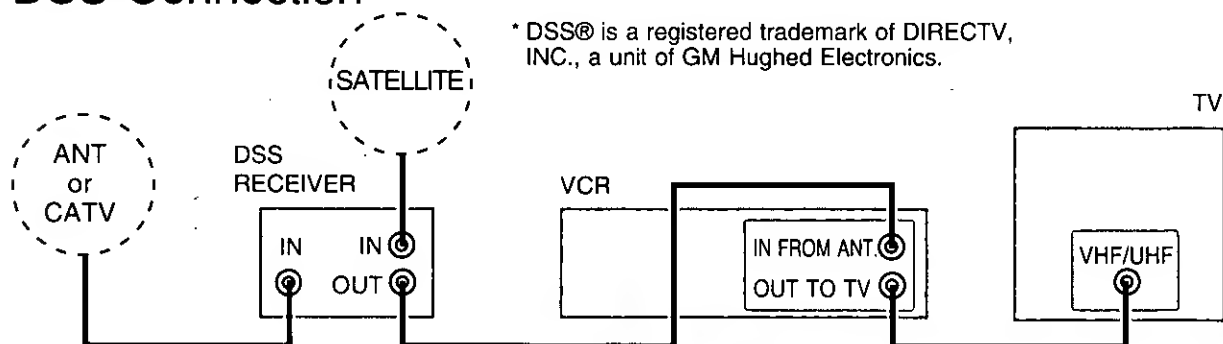 DSS Connection
* DSS® is a registered trademark of DIRECTV,
INC., a unit of GM Hughed Electronics.
SATELLITE
TV
ANT
or
CATV
DSS
RECEIVER
VCR
IN
IN
OUT
IN FROM ANT.
OUT TO TV
VHF/UHF